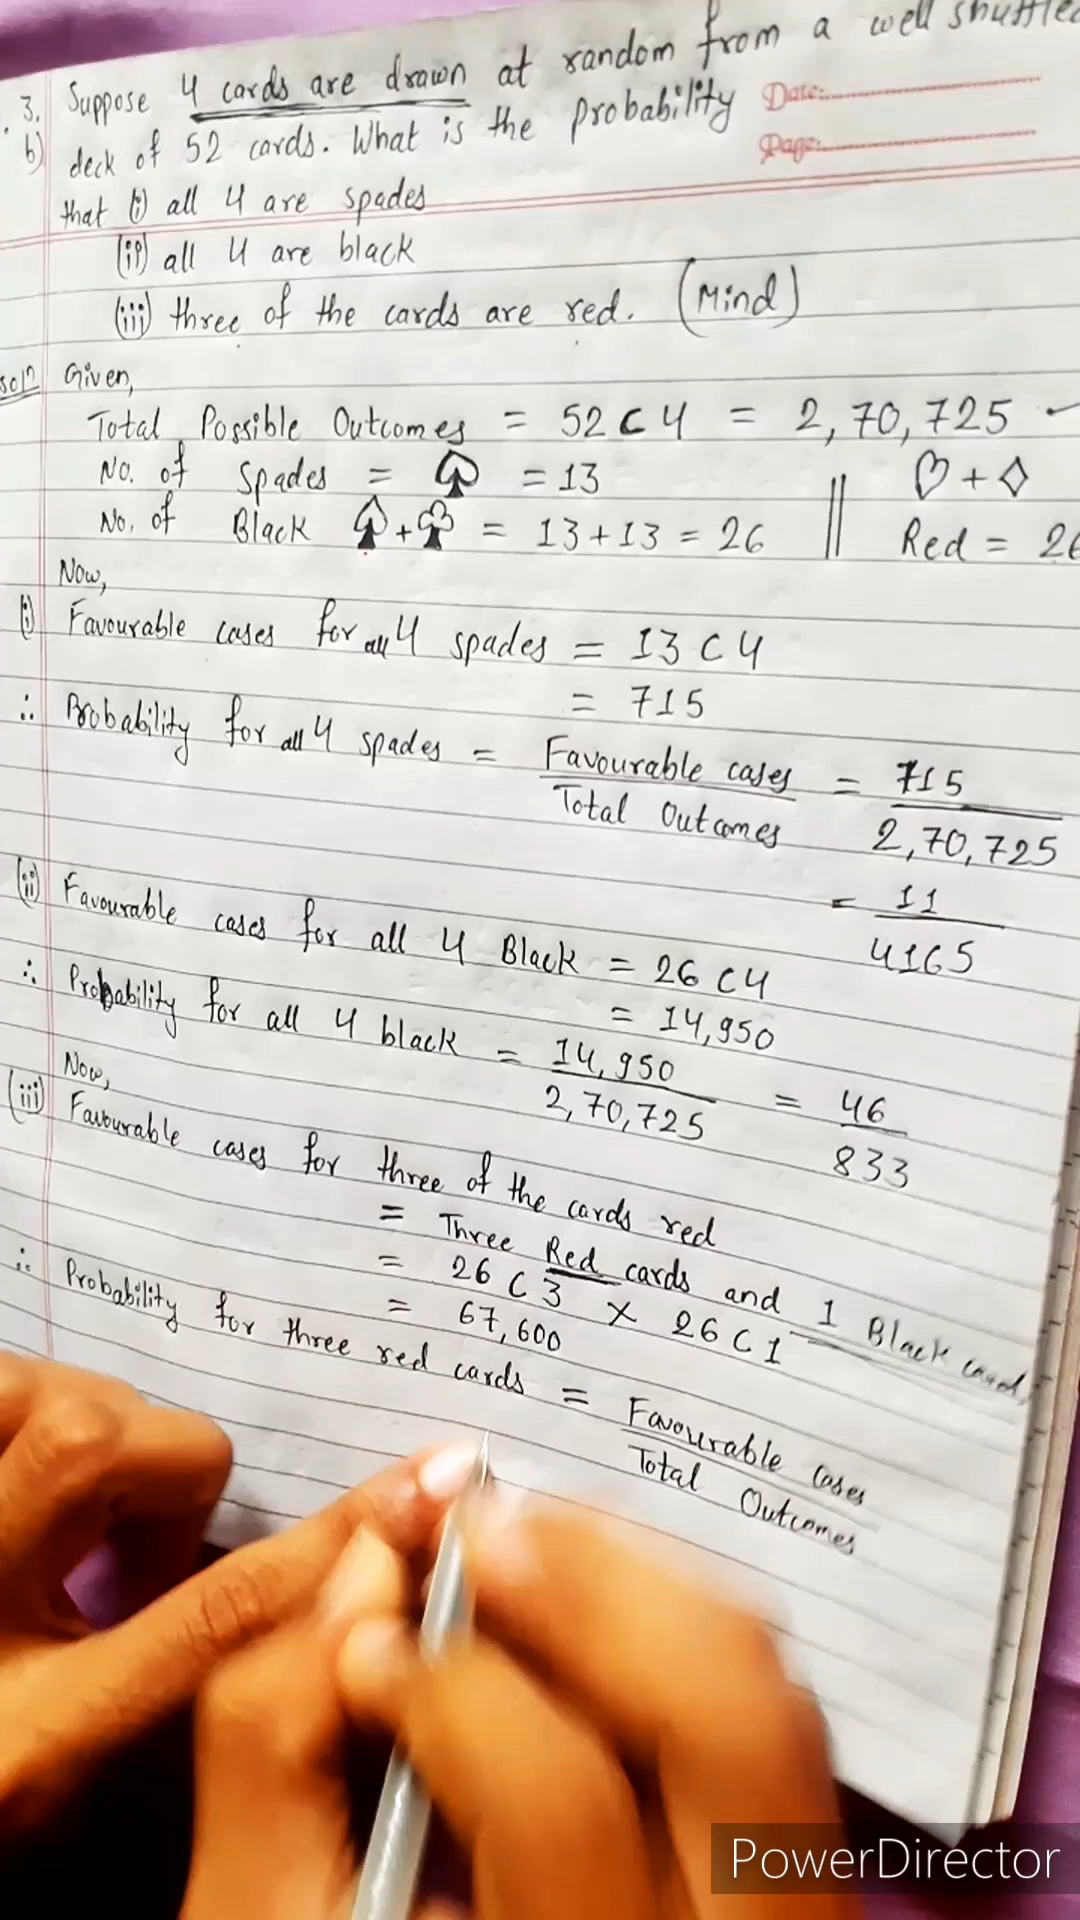 3. Suppose 4 cards are drawn at random from a well shuffled
Date:
b) deck of 52 cards. What is the probability
Page:
that (i) all 4 are spades
(ii) all 4 are black
(iii) three of the cards are red. (Mind)
soln Given,
Total Possible Outcomes = 52C4 = 2,70,725
No. of Spades = ♠ = 13 || ♡ + ♢
No. of Black ♠ + ♣ = 13+13 = 26 || Red = 26
Now,
(i) Favourable cases for all 4 spades = 13C4
= 715
∴ Probability for all 4 spades = Favourable cases / Total Outcomes = 715 / 2,70,725
= 11 / 4165
(ii) Favourable cases for all 4 Black = 26C4
= 14,950
∴ Probability for all 4 black = 14,950 / 2,70,725 = 46 / 833
Now,
(iii) Favourable cases for three of the cards red
= Three Red cards and 1 Black card
= 26C3 × 26C1
= 67,600
∴ Probability for three red cards = Favourable cases / Total Outcomes
PowerDirector